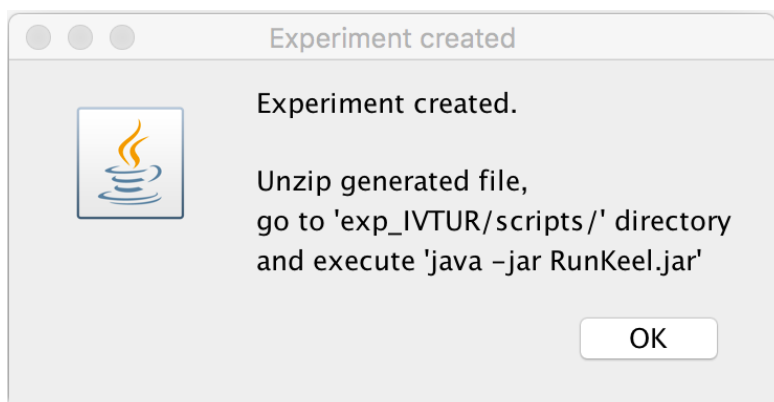 Experiment created
Experiment created.
Unzip generated file,
go to 'exp_IVTUR/scripts/' directory
and execute 'java -jar RunKeel.jar'
OK